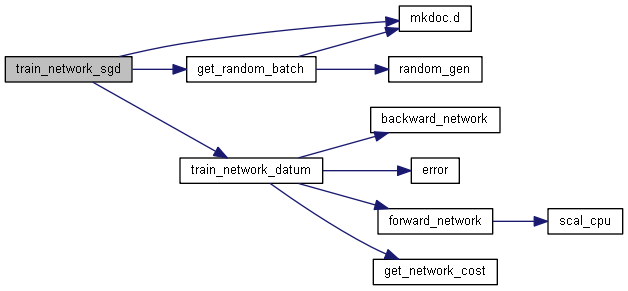 mkdoc.d
train_network_sgd
get_random_batch
random_gen
backward_network
train_network_datum
error
forward_network
scal_cpu
get_network_cost